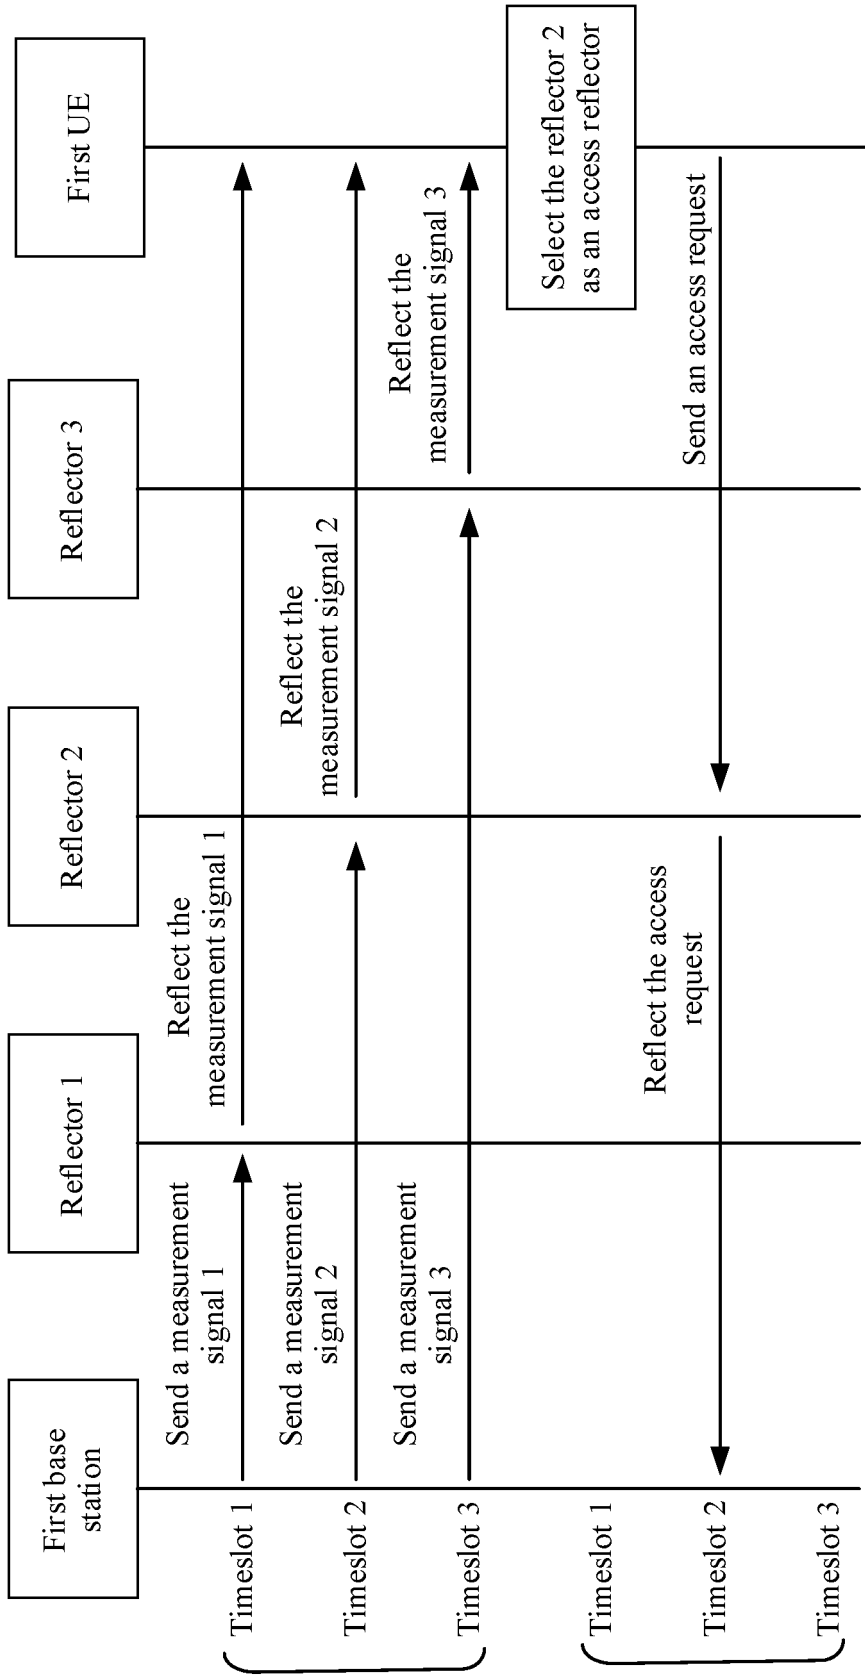 First base
station
Reflector 1
Reflector 2
Reflector 3
First UE
Timeslot 1
Send a measurement
signal 1
Reflect the
measurement signal 1
Timeslot 2
Send a measurement
signal 2
Reflect the
measurement signal 2
Timeslot 3
Send a measurement
signal 3
Reflect the
measurement signal 3
Select the reflector 2
as an access reflector
Timeslot 1
Timeslot 2
Send an access request
Reflect the access
request
Timeslot 3